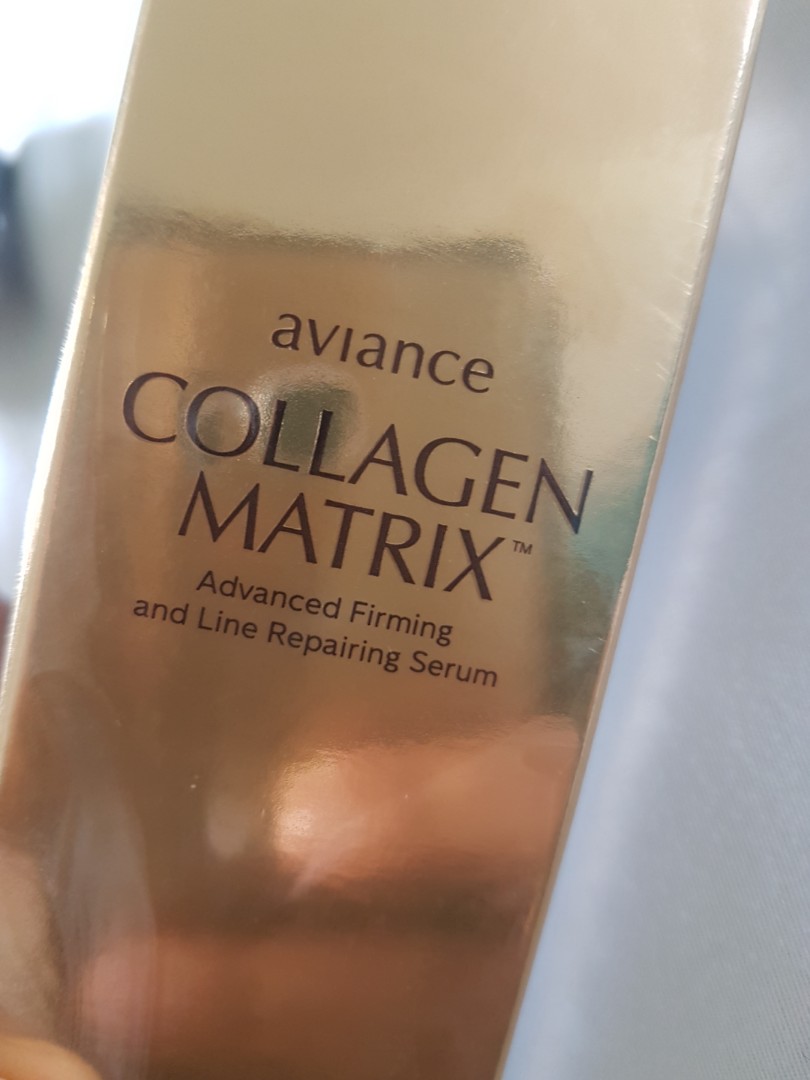 aviance
COLLAGEN
MATRIX™
Advanced Firming
and Line Repairing Serum